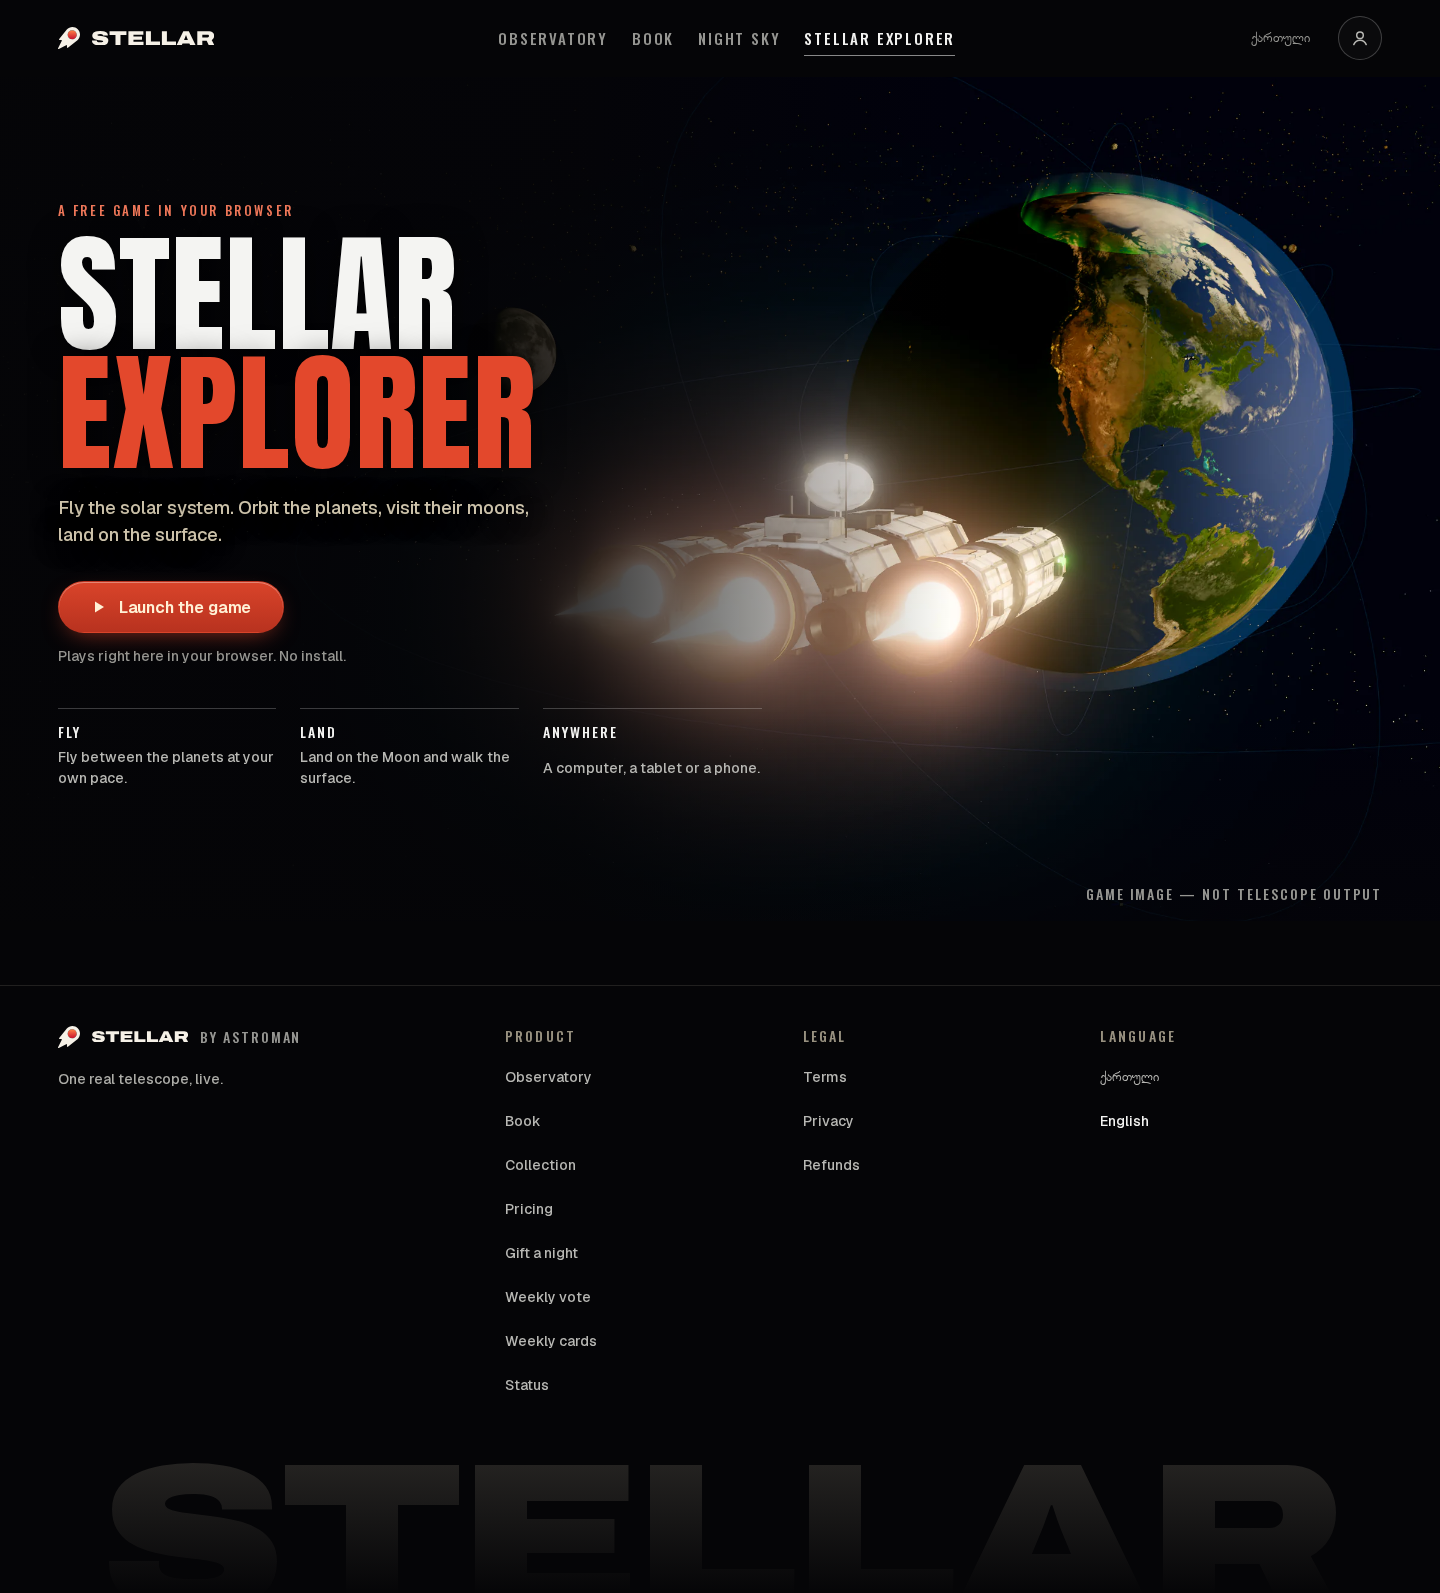 STELLAR
OBSERVATORY
BOOK
NIGHT SKY
STELLAR EXPLORER
ქართული
A FREE GAME IN YOUR BROWSER
STELLAR
EXPLORER
Fly the solar system. Orbit the planets, visit their moons,
land on the surface.
Launch the game
Plays right here in your browser. No install.
FLY
Fly between the planets at your
own pace.
LAND
Land on the Moon and walk the
surface.
ANYWHERE
A computer, a tablet or a phone.
GAME IMAGE — NOT TELESCOPE OUTPUT
STELLAR BY ASTROMAN
One real telescope, live.
PRODUCT
Observatory
Book
Collection
Pricing
Gift a night
Weekly vote
Weekly cards
Status
LEGAL
Terms
Privacy
Refunds
LANGUAGE
ქართული
English
STELLAR